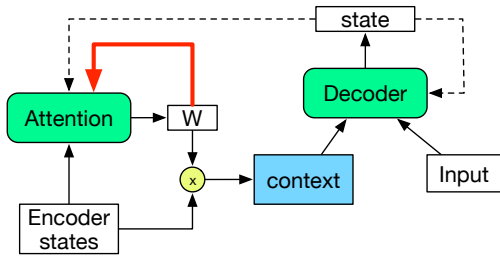 state
Attention
W
Decoder
x
context
Input
Encoder
states